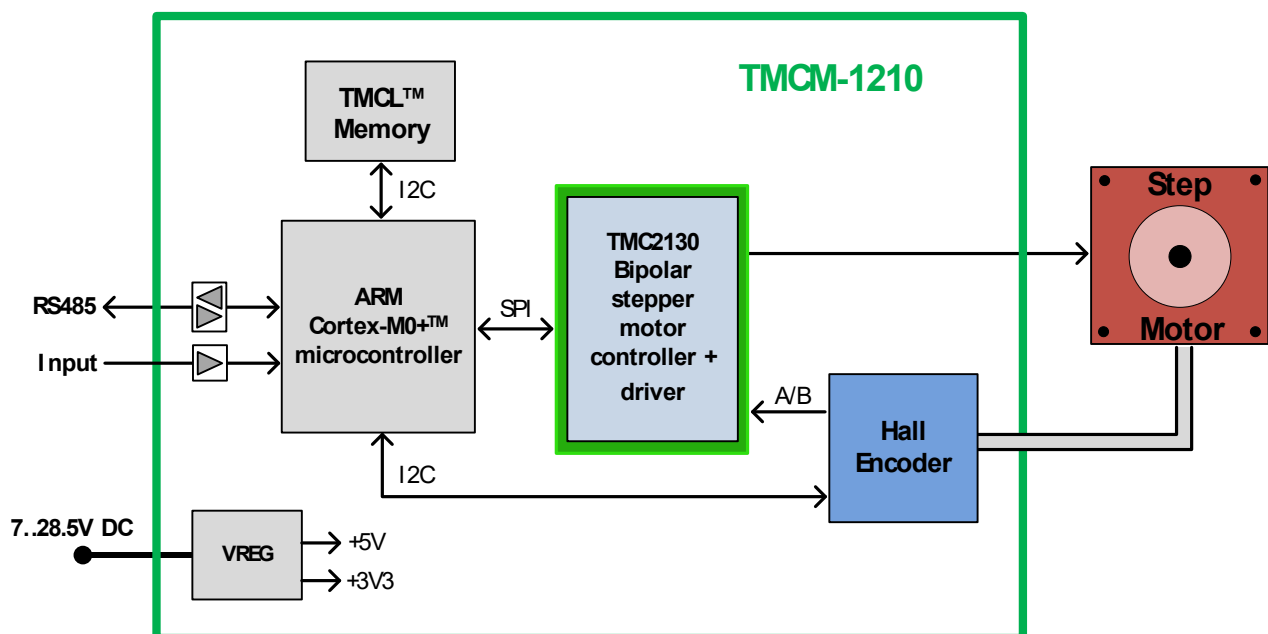 TMCM-1210
TMCL™
Memory
I2C
Step
Motor
TMC2130
Bipolar
stepper
motor
controller +
driver
ARM
Cortex-M0+™
microcontroller
SPI
RS485
Input
A/B
Hall
Encoder
I2C
7..28.5V DC
VREG
+5V
+3V3